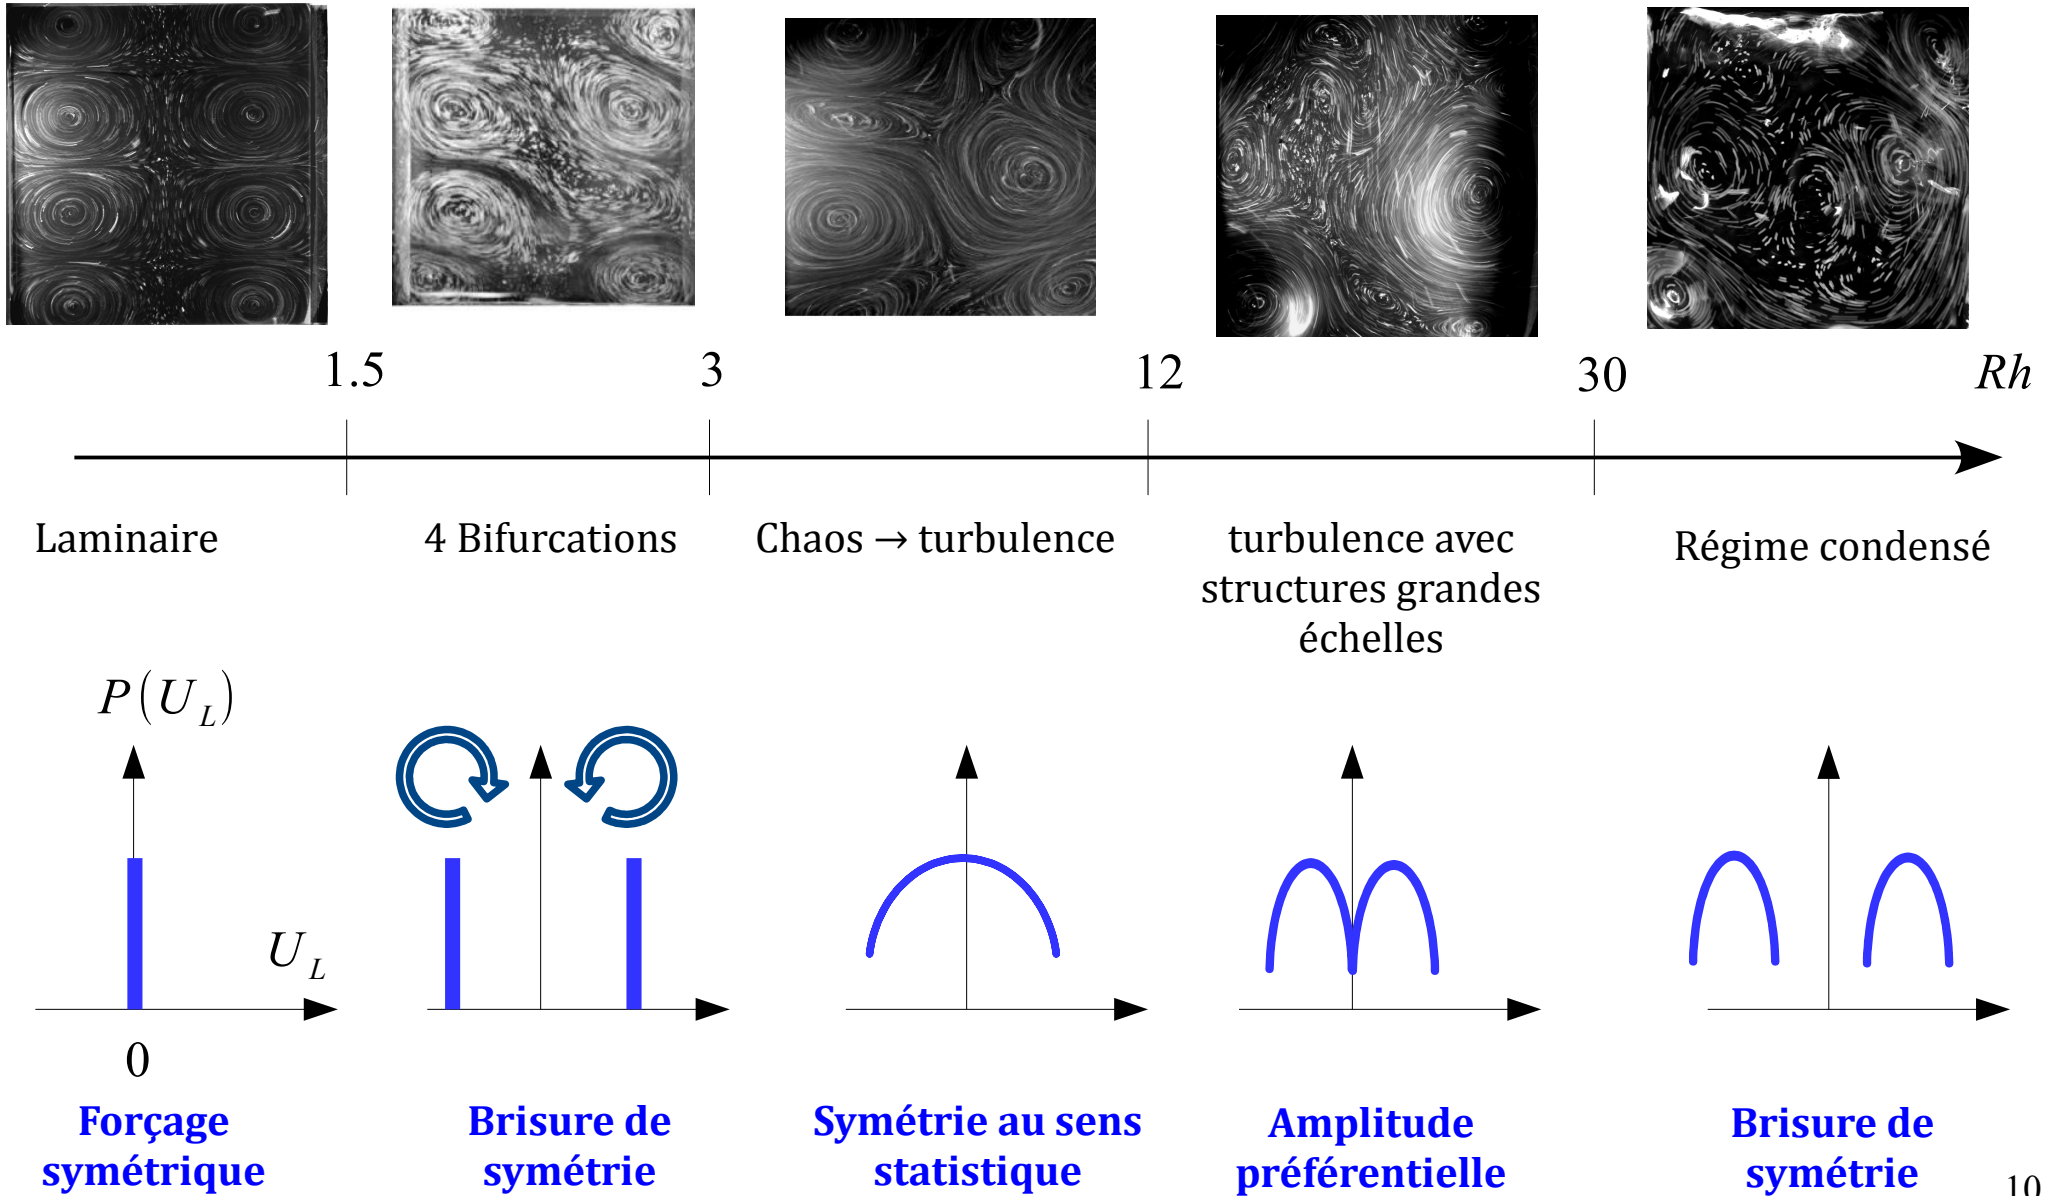 1.5
3
12
30
Rh
Laminaire
4 Bifurcations
Chaos → turbulence
turbulence avec
structures grandes
échelles
Régime condensé
P(U_L)
U_L
0
Forçage
symétrique
Brisure de
symétrie
Symétrie au sens
statistique
Amplitude
préférentielle
Brisure de
symétrie
10